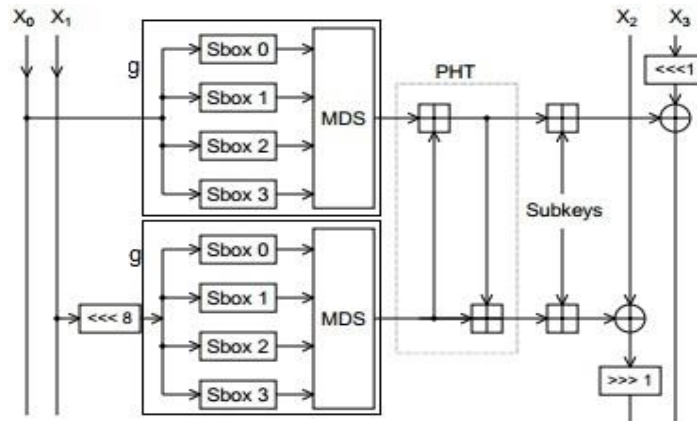 X₀ X₁ X₂ X₃
g
Sbox 0
Sbox 1
Sbox 2
Sbox 3
MDS
PHT
<<<1
Subkeys
g
<<< 8
Sbox 0
Sbox 1
Sbox 2
Sbox 3
MDS
>>> 1